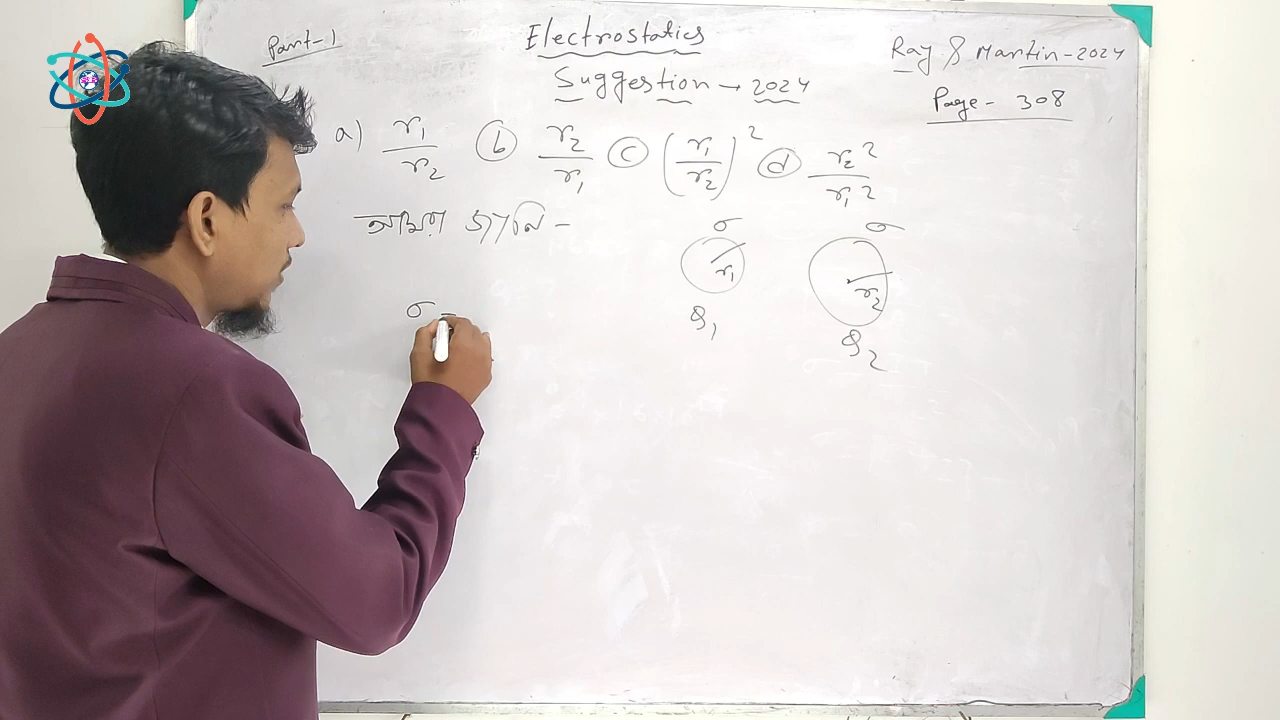 Part-1
Electrostatics
Ray & Martin-2024
Suggestion → 2024
Page - 308
a) r₁/r₂ ⓑ r₂/r₁ ⓒ (r₁/r₂)² ⓓ r₂²/r₁²
আমরা জানি -
σ σ
r₁ r₂
Q₁ Q₂
σ =